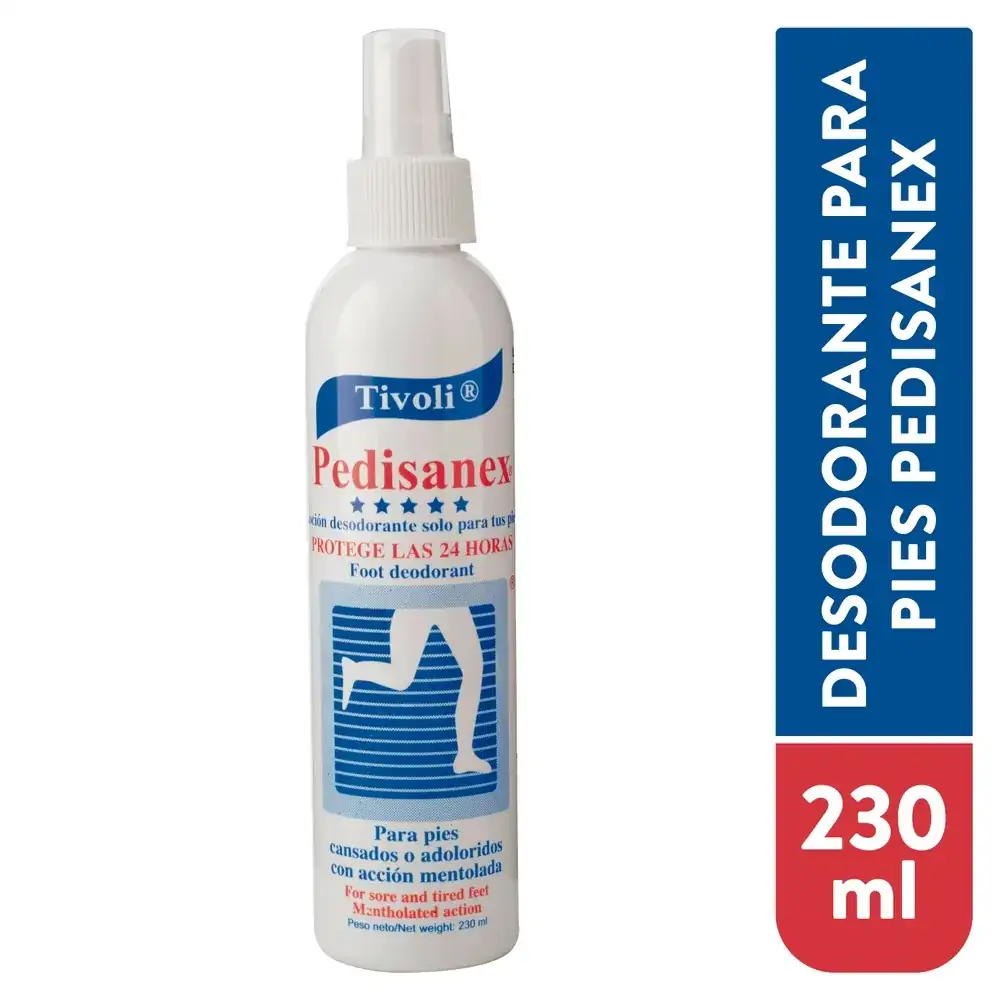 Tivoli®
Pedisanex®
desodorante solo para tus
PROTEGE LAS 24 HORAS
Foot deodorant
Para pies
cansados o adoloridos
con acción mentolada
For sore and tired feet
Mentholated action
Peso neto/Net weight: 230 ml
DESODORANTE PARA
PIES PEDISANEX
230
ml